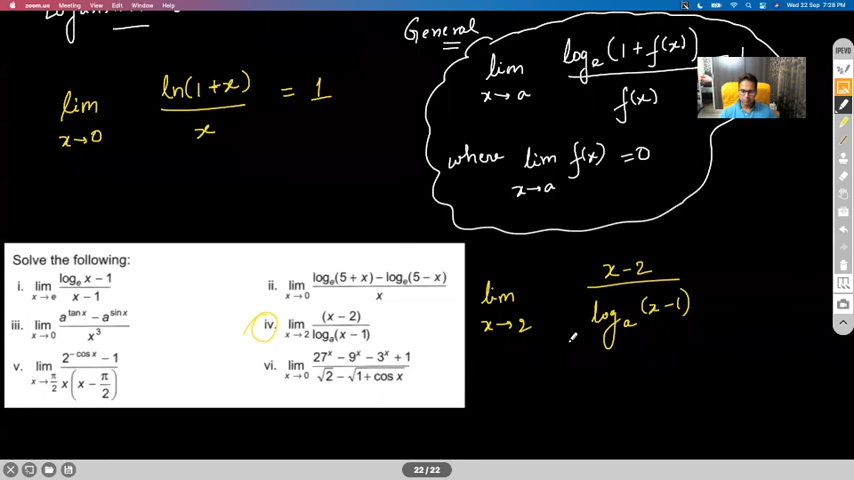 zoom.us Meeting View Edit Window Help
Wed 22 Sep 7:28 PM
General
lim x→0 ln(1+x)/x = 1
lim x→a log_a(1+f(x))/f(x)
where lim x→a f(x) = 0
Solve the following:
i. lim x→e (log_e x − 1)/(x − 1)
ii. lim x→0 (log_e(5 + x) − log_e(5 − x))/x
iii. lim x→0 (a^tanx − a^sinx)/x³
iv. lim x→2 (x − 2)/log_a(x − 1)
v. lim x→π/2 (2^−cosx − 1)/(x(x − π/2))
vi. lim x→0 (27^x − 9^x − 3^x + 1)/(√2 − √(1 + cos x))
lim x→2 (x−2)/log_a(x−1)
IPEVO
22 / 22